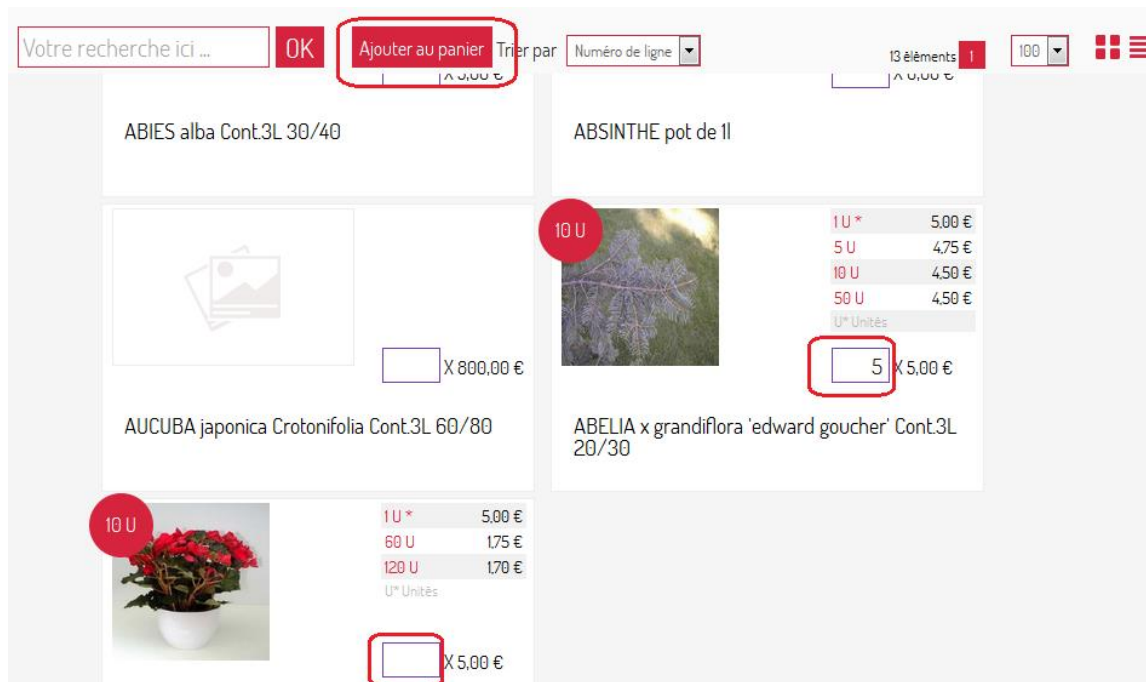 Votre recherche ici ... OK Ajouter au panier Trier par Numéro de ligne 13 éléments 1 100
ABIES alba Cont.3L 30/40
ABSINTHE pot de 1l
X 800,00 €
AUCUBA japonica Crotonifolia Cont.3L 60/80
10 U
1 U * 5,00 €
5 U 4,75 €
10 U 4,50 €
50 U 4,50 €
U* Unités
5 X 5,00 €
ABELIA x grandiflora 'edward goucher' Cont.3L
20/30
10 U
1 U * 5,00 €
60 U 1,75 €
120 U 1,70 €
U* Unités
X 5,00 €